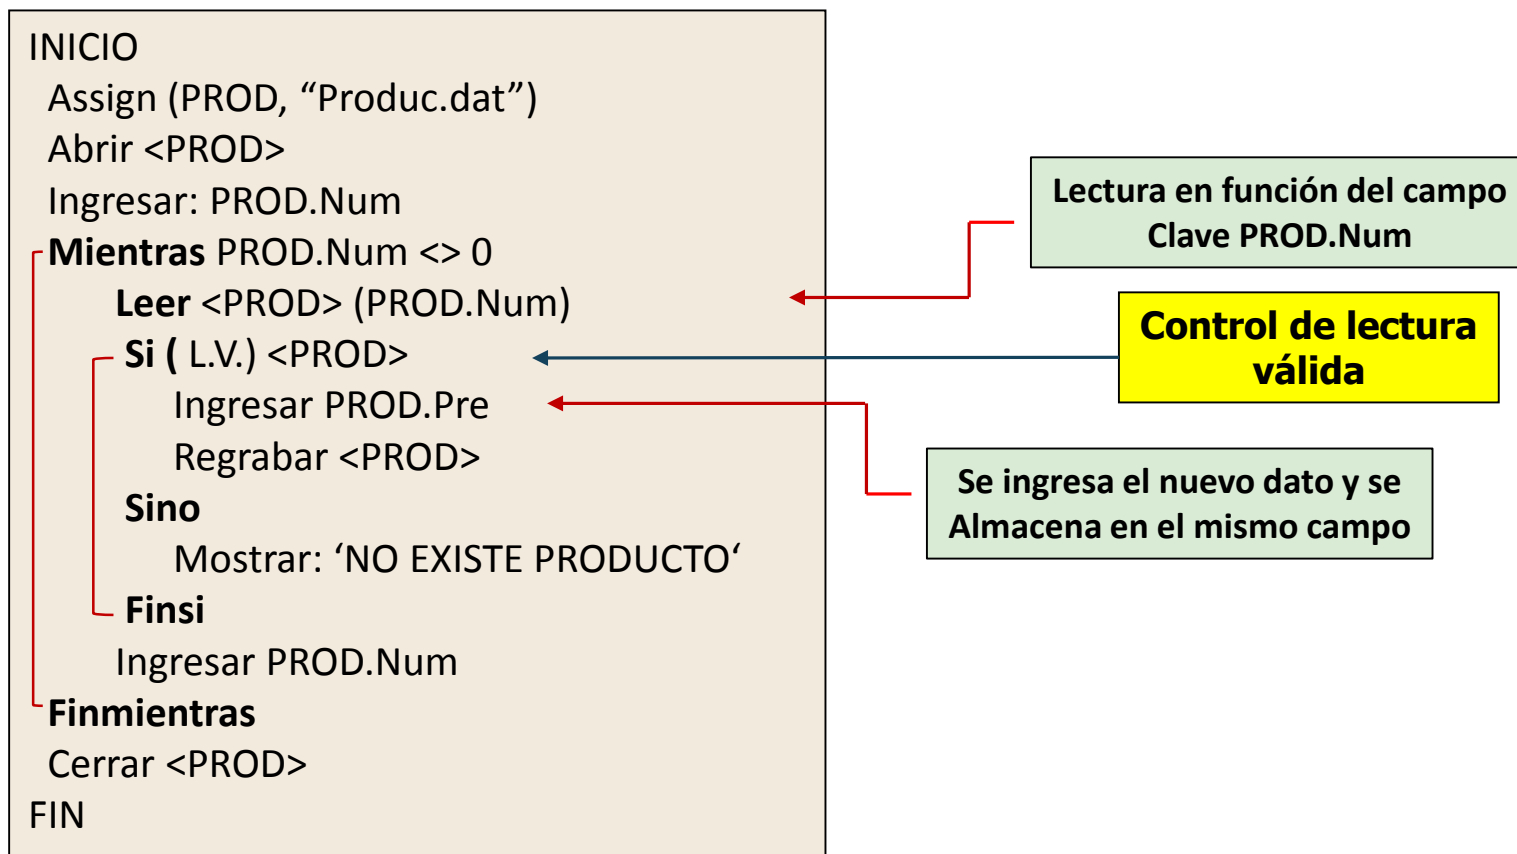 INICIO
Assign (PROD, “Produc.dat”)
Abrir <PROD>
Ingresar: PROD.Num
Mientras PROD.Num <> 0
Leer <PROD> (PROD.Num)
Si ( L.V.) <PROD>
Ingresar PROD.Pre
Regrabar <PROD>
Sino
Mostrar: ‘NO EXISTE PRODUCTO‘
Finsi
Ingresar PROD.Num
Finmientras
Cerrar <PROD>
FIN
Lectura en función del campo
Clave PROD.Num
Control de lectura
válida
Se ingresa el nuevo dato y se
Almacena en el mismo campo